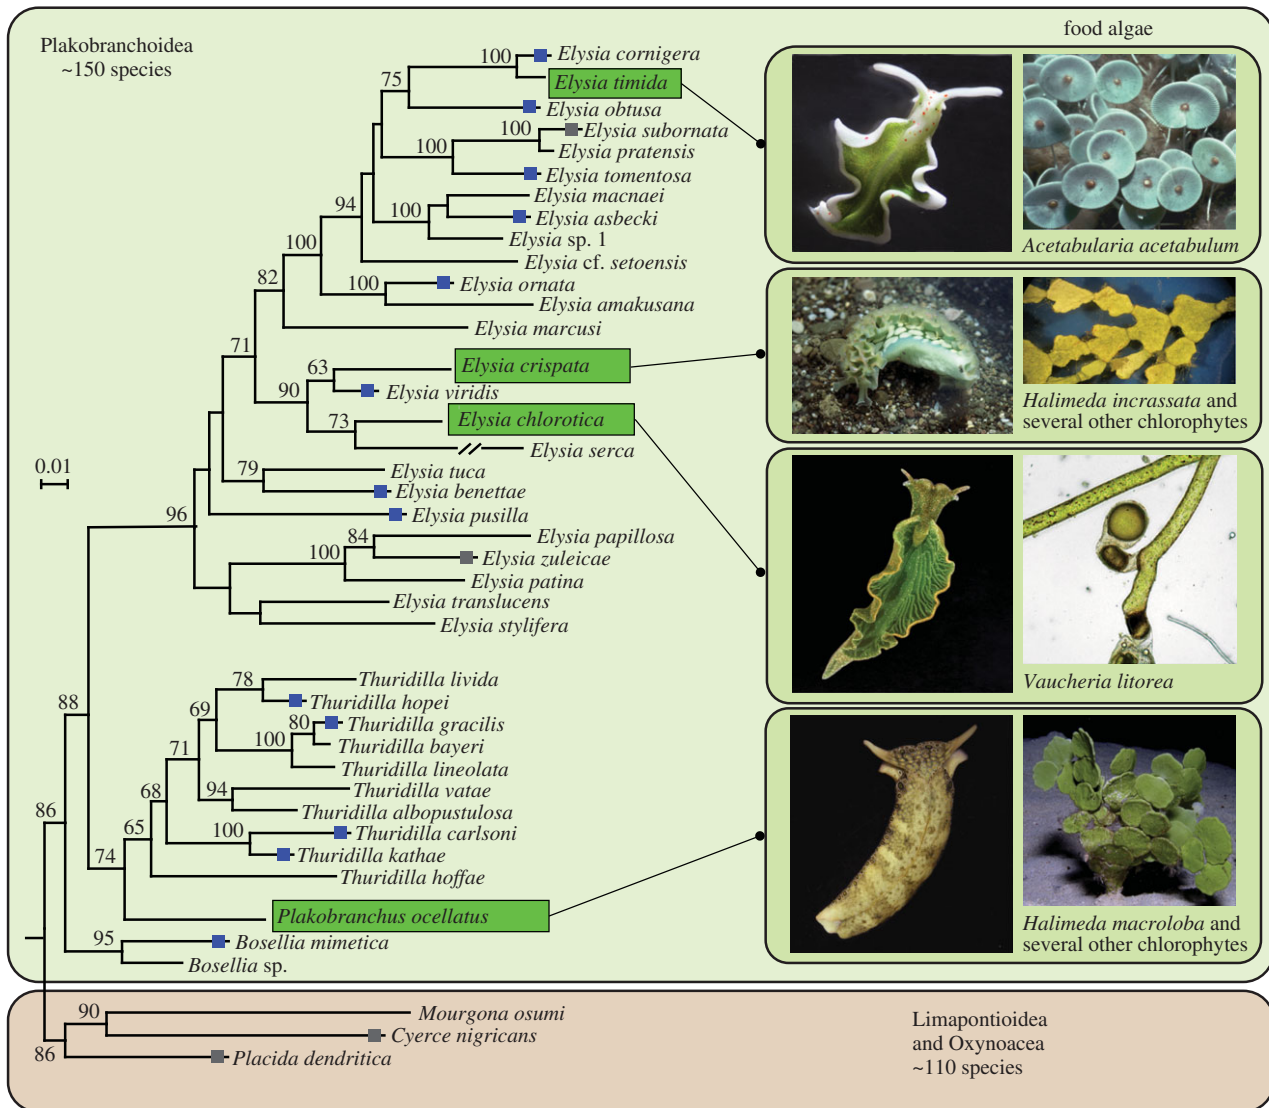 food algae
Plakobranchoidea
~150 species
100
Elysia cornigera
75
Elysia timida
Elysia obtusa
100
Elysia subornata
100
Elysia pratensis
Elysia tomentosa
Elysia macnaei
94
100
Elysia asbecki
Elysia sp. 1
100
Elysia cf. setoensis
82
100
Elysia ornata
Elysia amakusana
Elysia marcusi
71
63
Elysia crispata
90
Elysia viridis
73
Elysia chlorotica
Elysia serca
0.01
79
Elysia tuca
Elysia benettae
96
Elysia pusilla
84
Elysia papillosa
100
Elysia zuleicae
Elysia patina
Elysia translucens
Elysia stylifera
78
Thuridilla livida
Thuridilla hopei
88
69
80
Thuridilla gracilis
100
Thuridilla bayeri
71
Thuridilla lineolata
68
94
Thuridilla vatae
Thuridilla albopustulosa
86
65
100
Thuridilla carlsoni
74
Thuridilla kathae
Thuridilla hoffae
Plakobranchus ocellatus
95
Bosellia mimetica
Bosellia sp.
Acetabularia acetabulum
Halimeda incrassata and
several other chlorophytes
Vaucheria litorea
Halimeda macroloba and
several other chlorophytes
90
Mourgona osumi
Cyerce nigricans
86
Placida dendritica
Limapontioidea
and Oxynoacea
~110 species